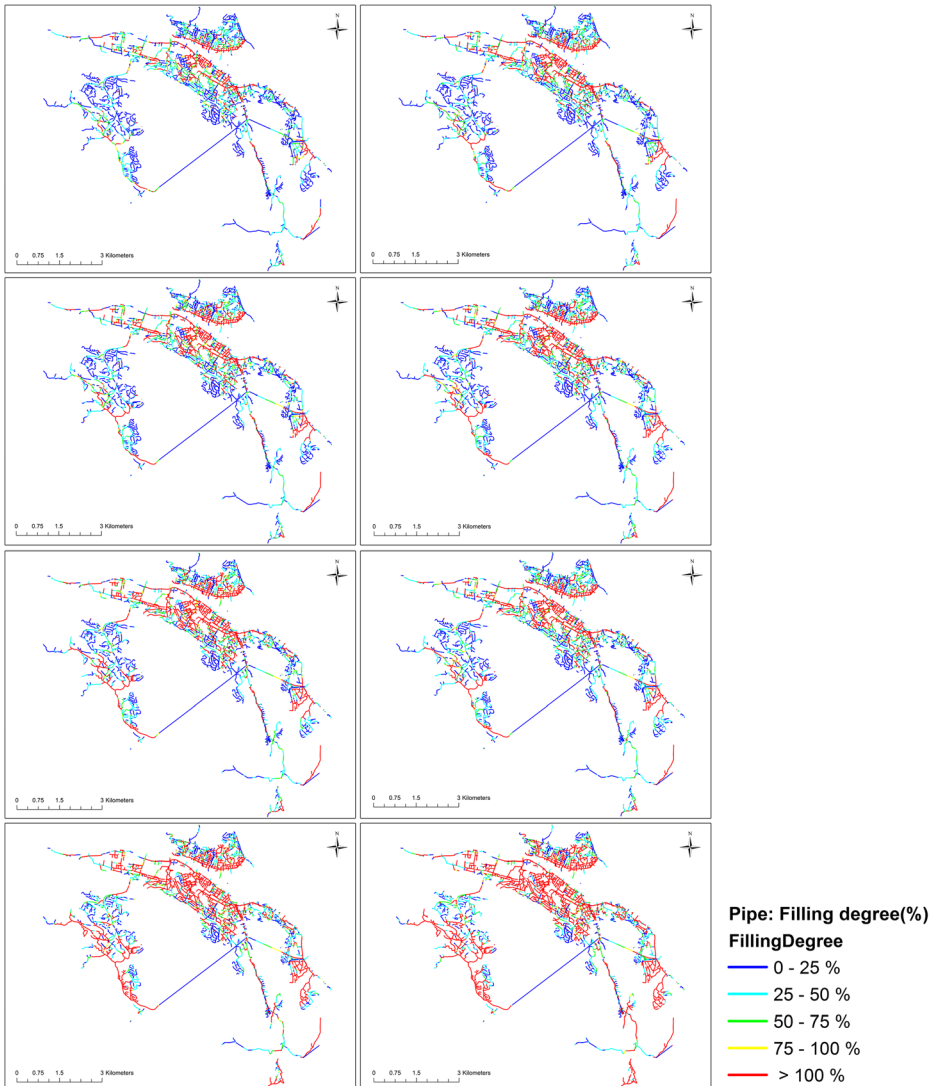 N
0 0.75 1.5 3 Kilometers
N
0 0.75 1.5 3 Kilometers
N
0 0.75 1.5 3 Kilometers
N
0 0.75 1.5 3 Kilometers
N
0 0.75 1.5 3 Kilometers
N
0 0.75 1.5 3 Kilometers
N
0 0.75 1.5 3 Kilometers
N
0 0.75 1.5 3 Kilometers
Pipe: Filling degree(%)
FillingDegree
0 - 25 %
25 - 50 %
50 - 75 %
75 - 100 %
> 100 %